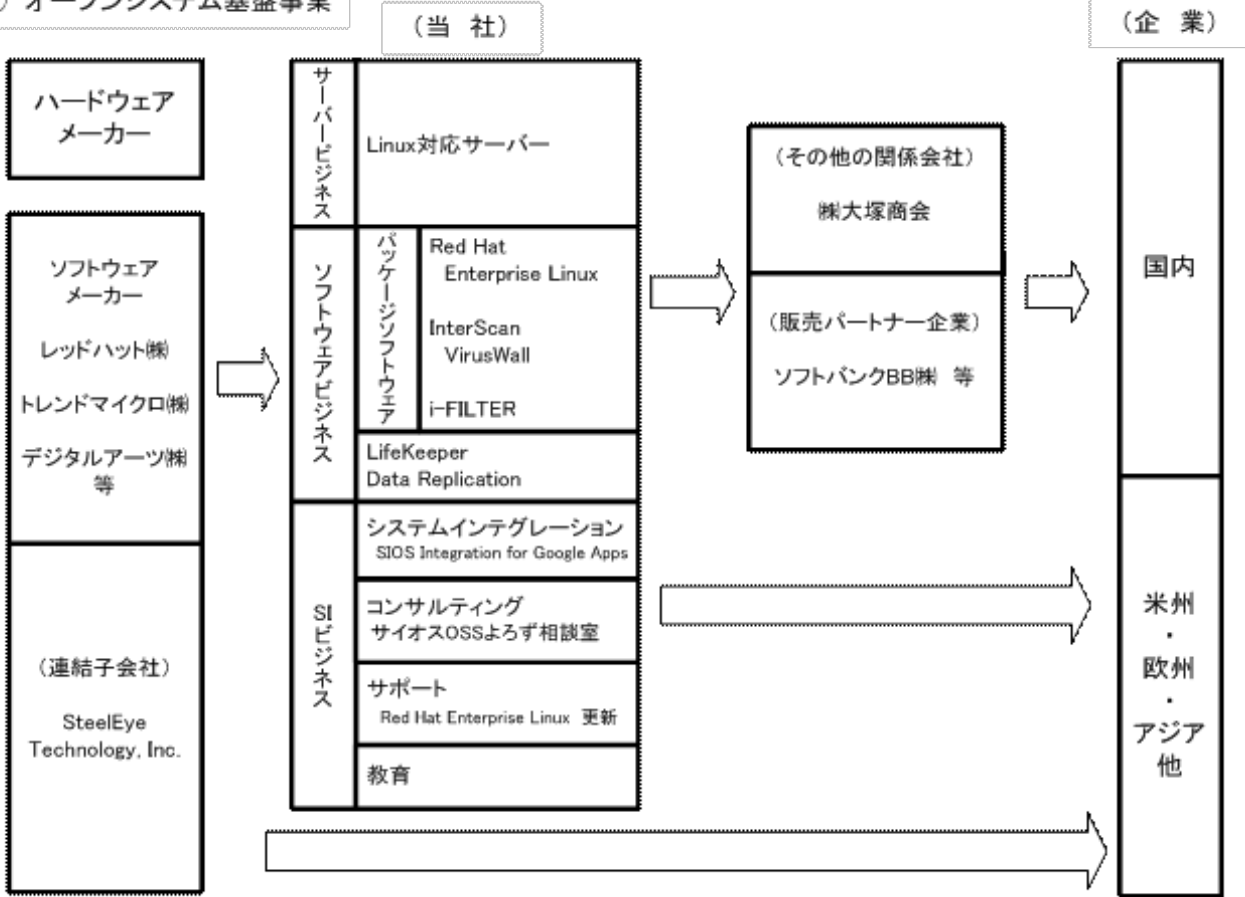 ) オープンシステム基盤事業
(当 社)
(企 業)
ハードウェア
メーカー
ソフトウェア
メーカー
レッドハット㈱
トレンドマイクロ㈱
デジタルアーツ㈱
等
(連結子会社)
SteelEye
Technology, Inc.
サーバービジネス
Linux対応サーバー
ソフトウェアビジネス
パッケージソフトウェア
Red Hat
Enterprise Linux
InterScan
VirusWall
i-FILTER
LifeKeeper
Data Replication
SIビジネス
システムインテグレーション
SIOS Integration for Google Apps
コンサルティング
サイオスOSSよろず相談室
サポート
Red Hat Enterprise Linux 更新
教育
(その他の関係会社)
㈱大塚商会
(販売パートナー企業)
ソフトバンクBB㈱ 等
国内
米州
・
欧州
・
アジア
他